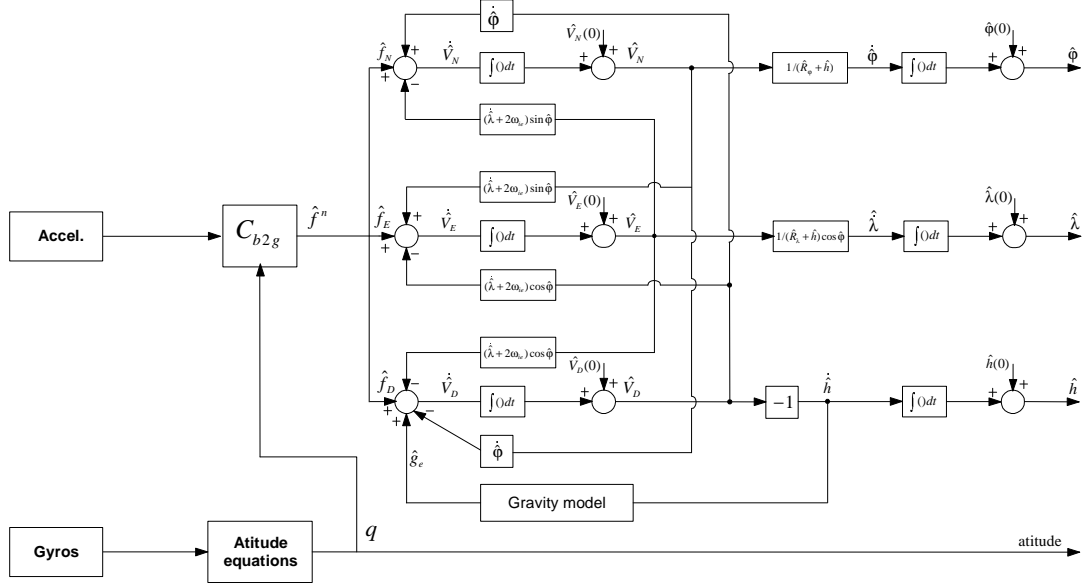 φ̂̇
V̂_N(0)
φ̂(0)
f̂_N
+
V̂̇_N
+
V̂_N
φ̂̇
+
φ̂
+
−
∫()dt
+
1/(R̂_φ + ĥ)
∫()dt
+
(λ̂̇ + 2ω_ie) sin φ̂
(λ̂̇ + 2ω_ie) sin φ̂
V̂_E(0)
λ̂(0)
Accel.
C_b2g
f̂^n
f̂_E
+
V̂̇_E
+
V̂_E
λ̂̇
+
λ̂
+
−
∫()dt
+
1/(R̂_λ + ĥ) cos φ̂
∫()dt
+
(λ̂̇ + 2ω_ie) cos φ̂
(λ̂̇ + 2ω_ie) cos φ̂
V̂_D(0)
ĥ(0)
f̂_D
−
V̂̇_D
+
V̂_D
ĥ̇
+
ĥ
+
+
−
∫()dt
+
−1
∫()dt
+
ĝ_e
φ̂̇
Gravity model
Gyros
Atitude
equations
q
atitude